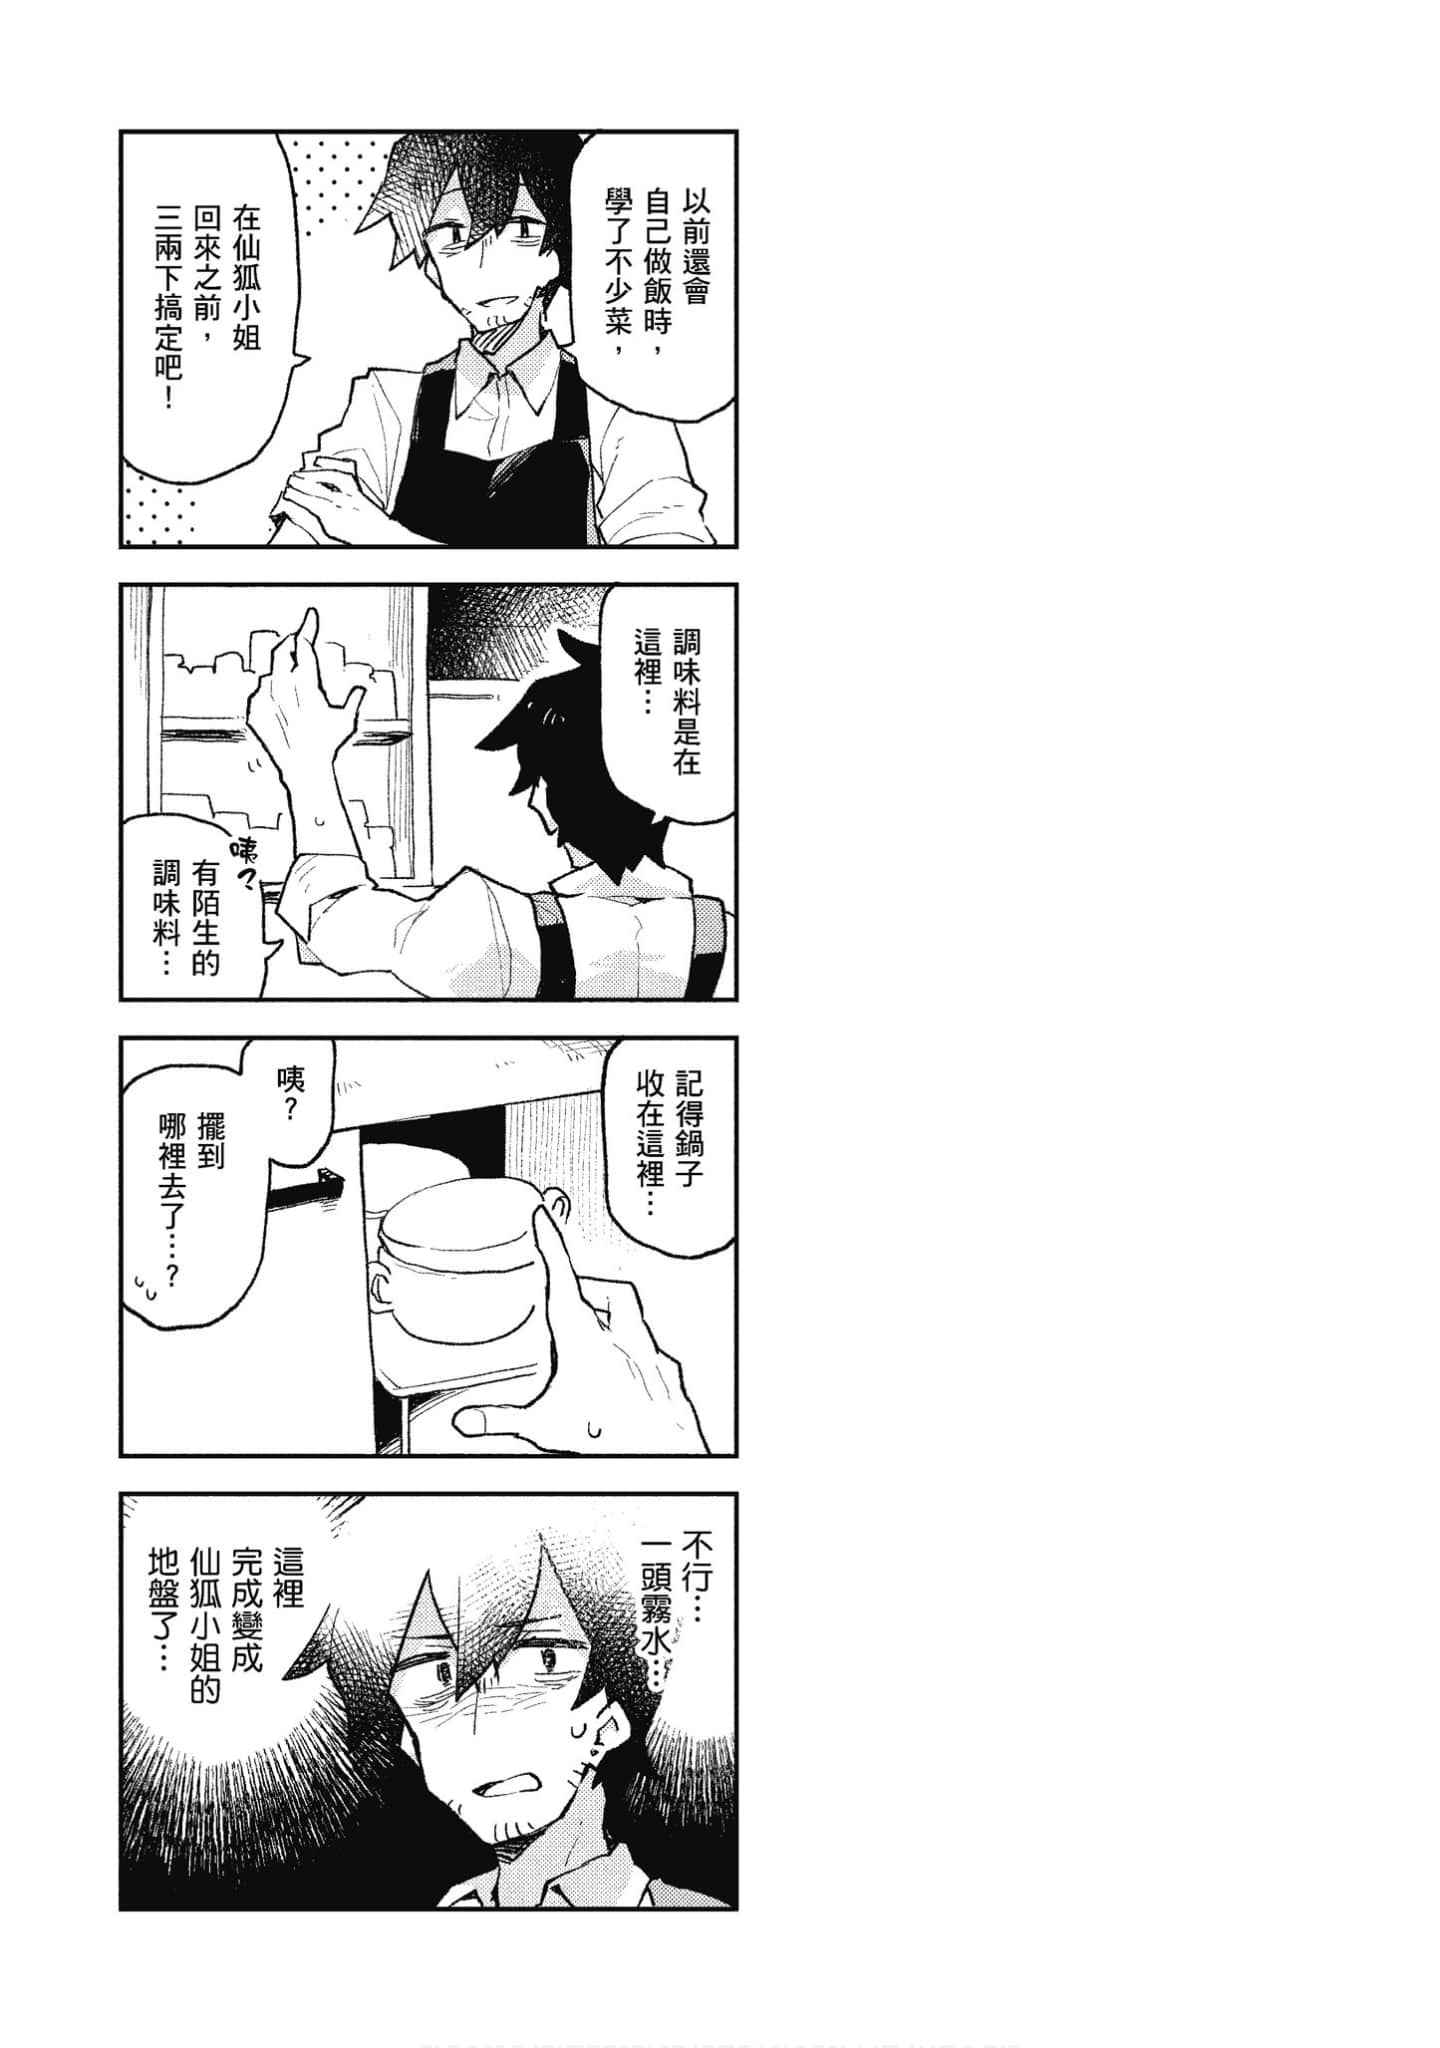 以前還會
自己做飯時，
學了不少菜，
在仙狐小姐
回來之前，
三兩下搞定吧！
調味料是在
這裡…
咦？
有陌生的
調味料…
記得鍋子
收在這裡…
咦？
擺到
哪裡去了…？
不行…
一頭霧水…
這裡
完成變成
仙狐小姐的
地盤了…